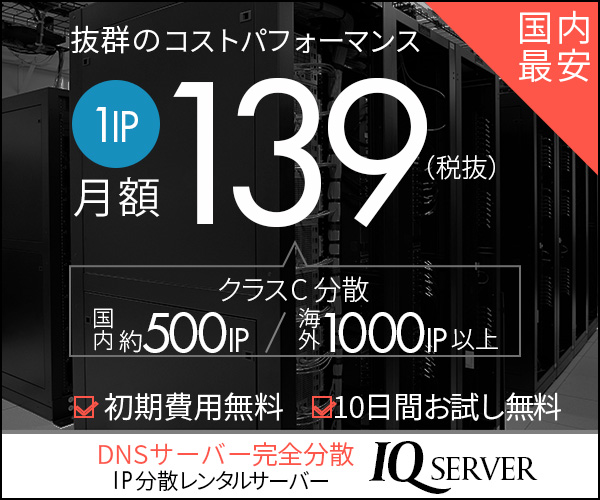 抜群のコストパフォーマンス
国内
最安
1IP
月額
139
(税抜)
クラスC 分散
国内 約500IP / 海外 1000IP以上
初期費用無料
10日間お試し無料
DNSサーバー完全分散
IP分散レンタルサーバー
IQ SERVER